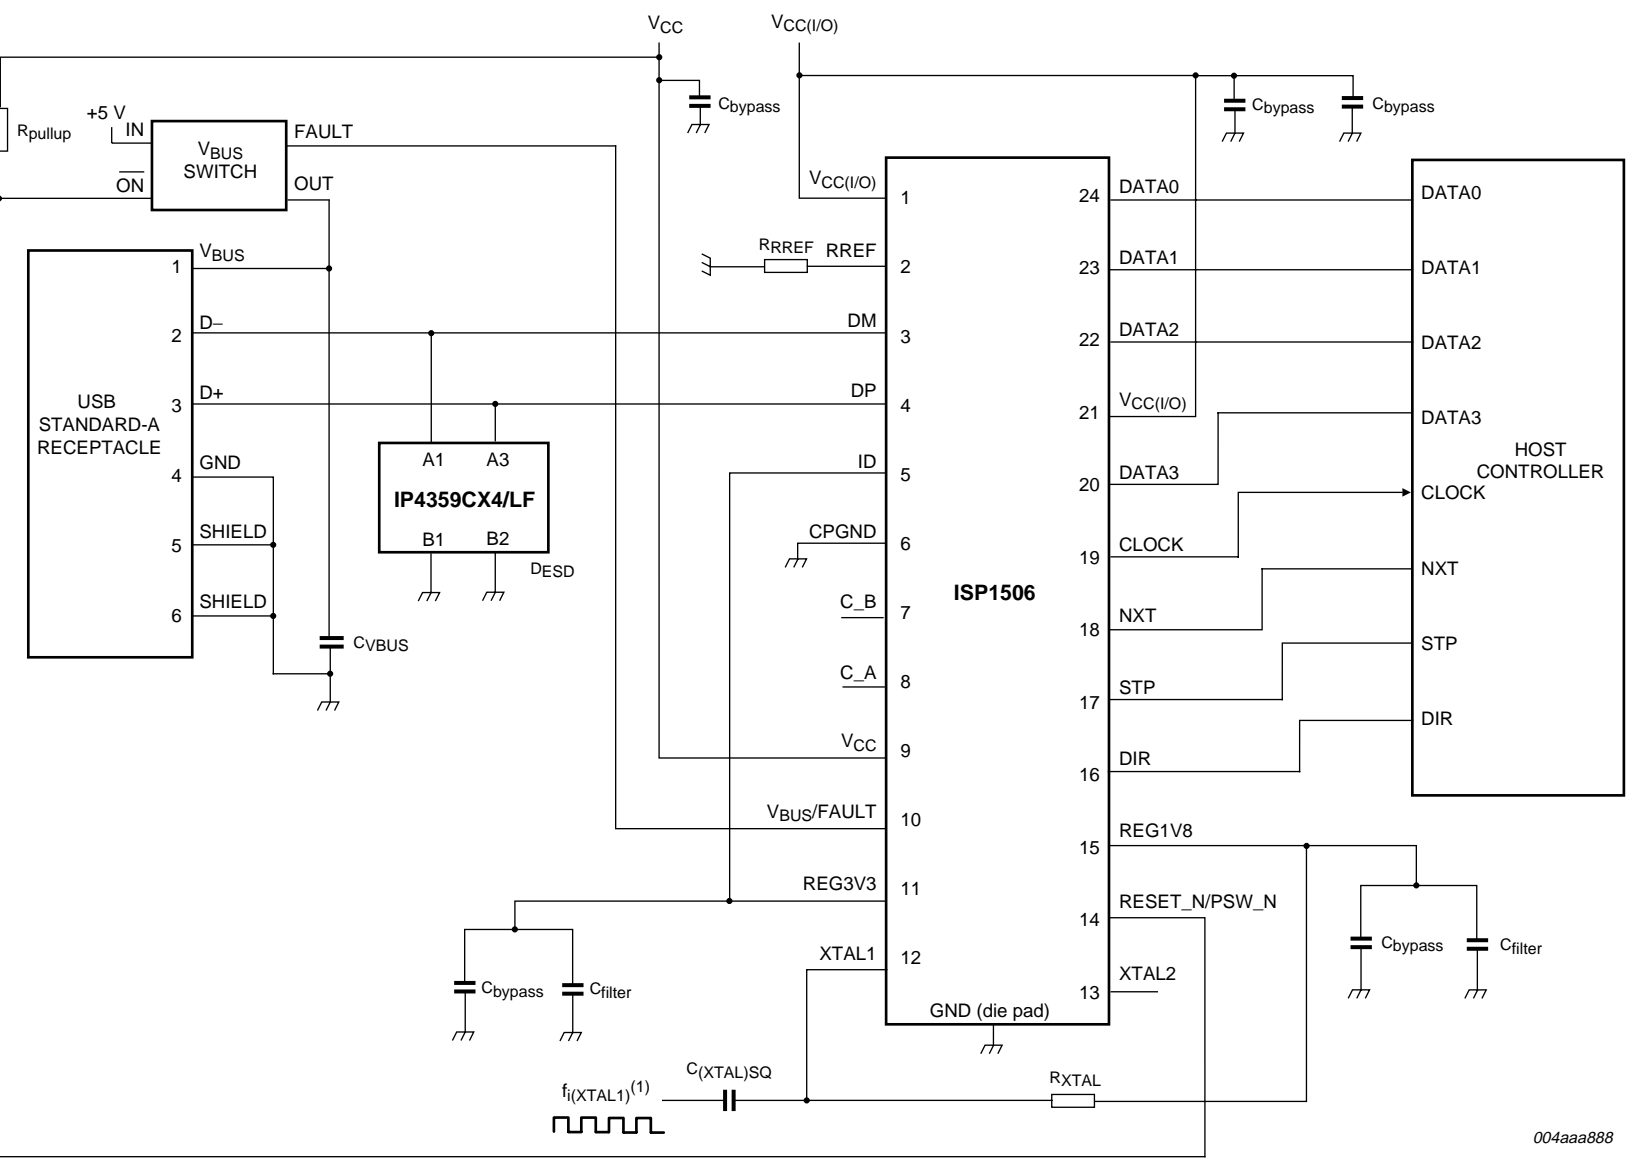 VCC
VCC(I/O)
Cbypass
Cbypass
Cbypass
Rpullup
+5 V
IN
ON
VBUS
SWITCH
FAULT
OUT
USB
STANDARD-A
RECEPTACLE
1
VBUS
2
D−
3
D+
4
GND
5
SHIELD
6
SHIELD
CVBUS
A1
A3
IP4359CX4/LF
B1
B2
DESD
RRREF
VCC(I/O)
1
RREF
2
DM
3
DP
4
ID
5
CPGND
6
C_B
7
C_A
8
VCC
9
VBUS/FAULT
10
REG3V3
11
XTAL1
12
ISP1506
GND (die pad)
24
DATA0
23
DATA1
22
DATA2
21
VCC(I/O)
20
DATA3
19
CLOCK
18
NXT
17
STP
16
DIR
15
REG1V8
14
RESET_N/PSW_N
13
XTAL2
DATA0
DATA1
DATA2
DATA3
HOST
CONTROLLER
CLOCK
NXT
STP
DIR
Cbypass
Cfilter
Cbypass
Cfilter
C(XTAL)SQ
fi(XTAL1)(1)
RXTAL
004aaa888